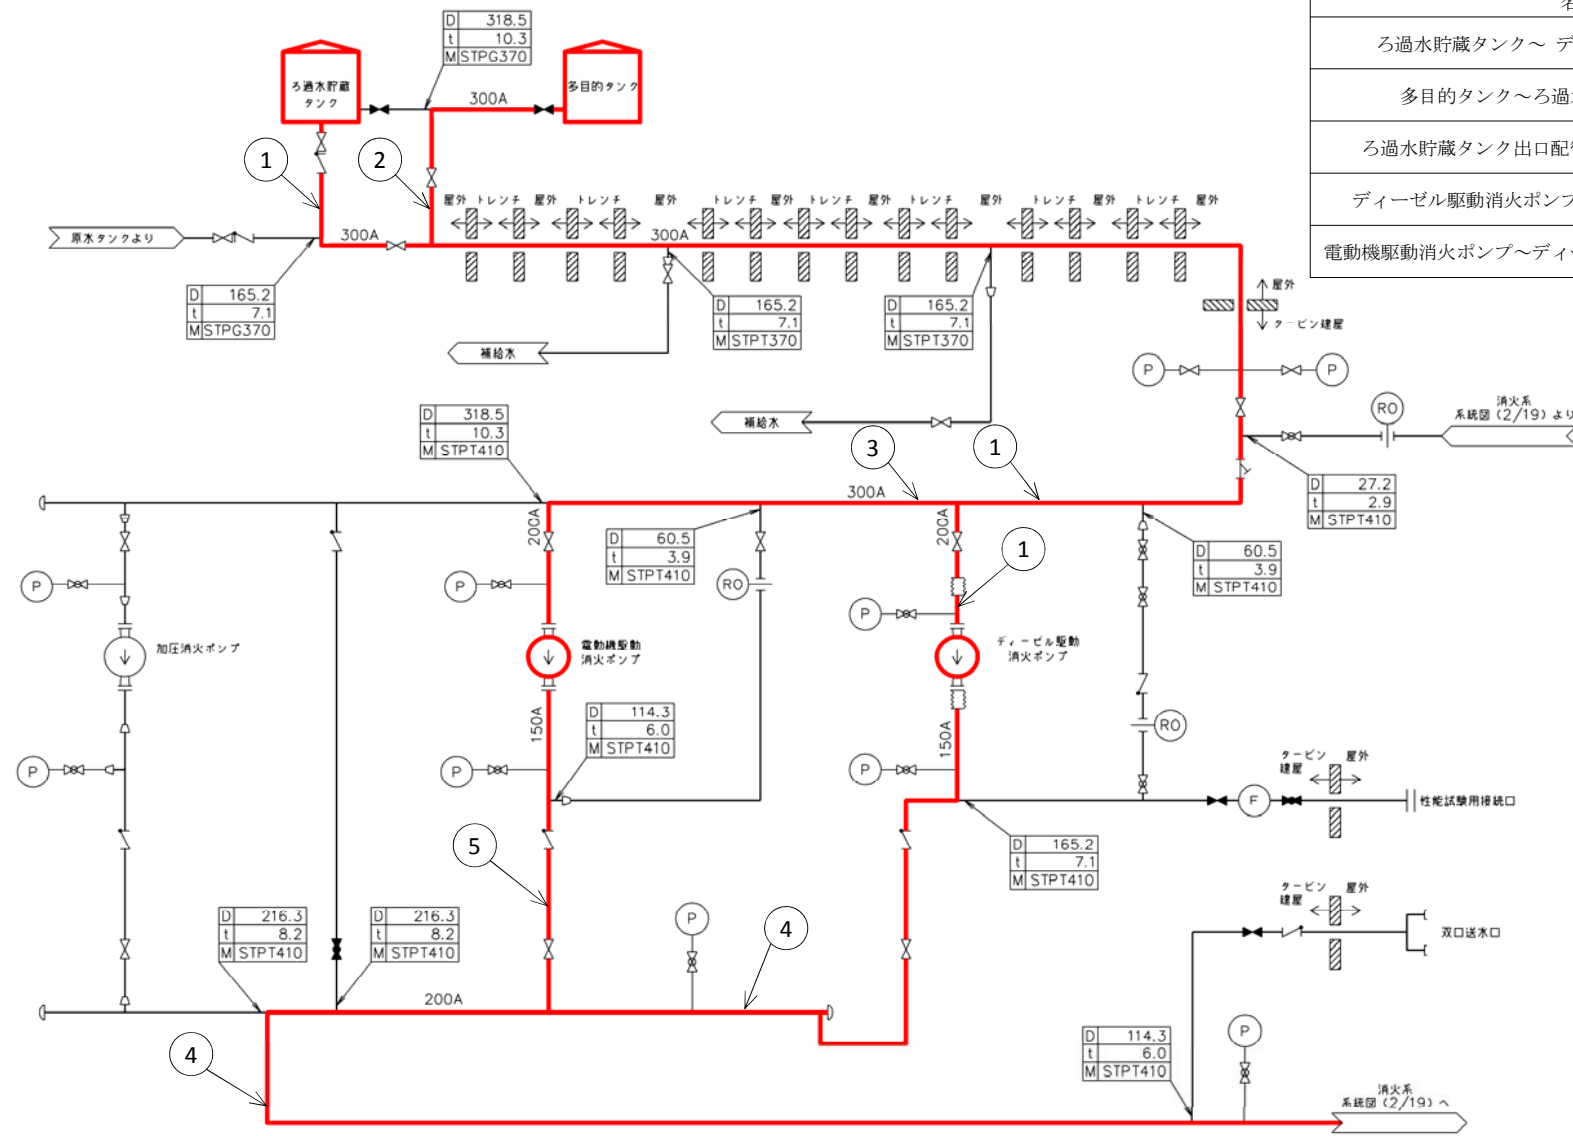 名
ろ過水貯蔵タンク～ デ
多目的タンク～ろ過
ろ過水貯蔵タンク出口配
ディーゼル駆動消火ポンプ
電動機駆動消火ポンプ～ディー
D 318.5
t 10.3
M STPG370
ろ過水貯蔵
タンク
300A
多目的タンク
1
2
屋外 トレンチ 屋外 トレンチ 屋外 トレンチ 屋外 トレンチ 屋外 トレンチ 屋外 トレンチ 屋外
原水タンクより
300A
300A
D 165.2
t 7.1
M STPG370
D 165.2
t 7.1
M STPT370
D 165.2
t 7.1
M STPT370
屋外
タービン建屋
補給水
P
P
補給水
RO
消火系
系統図(2/19)より
D 318.5
t 10.3
M STPT410
3
1
300A
D 27.2
t 2.9
M STPT410
200A
D 60.5
t 3.9
M STPT410
200A
1
D 60.5
t 3.9
M STPT410
P
P
RO
P
加圧消火ポンプ
電動機駆動
消火ポンプ
ディーゼル駆動
消火ポンプ
D 114.3
t 6.0
M STPT410
150A
150A
RO
P
P
P
タービン
建屋
屋外
F
性能試験用接続口
5
D 165.2
t 7.1
M STPT410
D 216.3
t 8.2
M STPT410
D 216.3
t 8.2
M STPT410
P
4
タービン
建屋
屋外
双口送水口
200A
4
D 114.3
t 6.0
M STPT410
P
消火系
系統図(2/19)へ